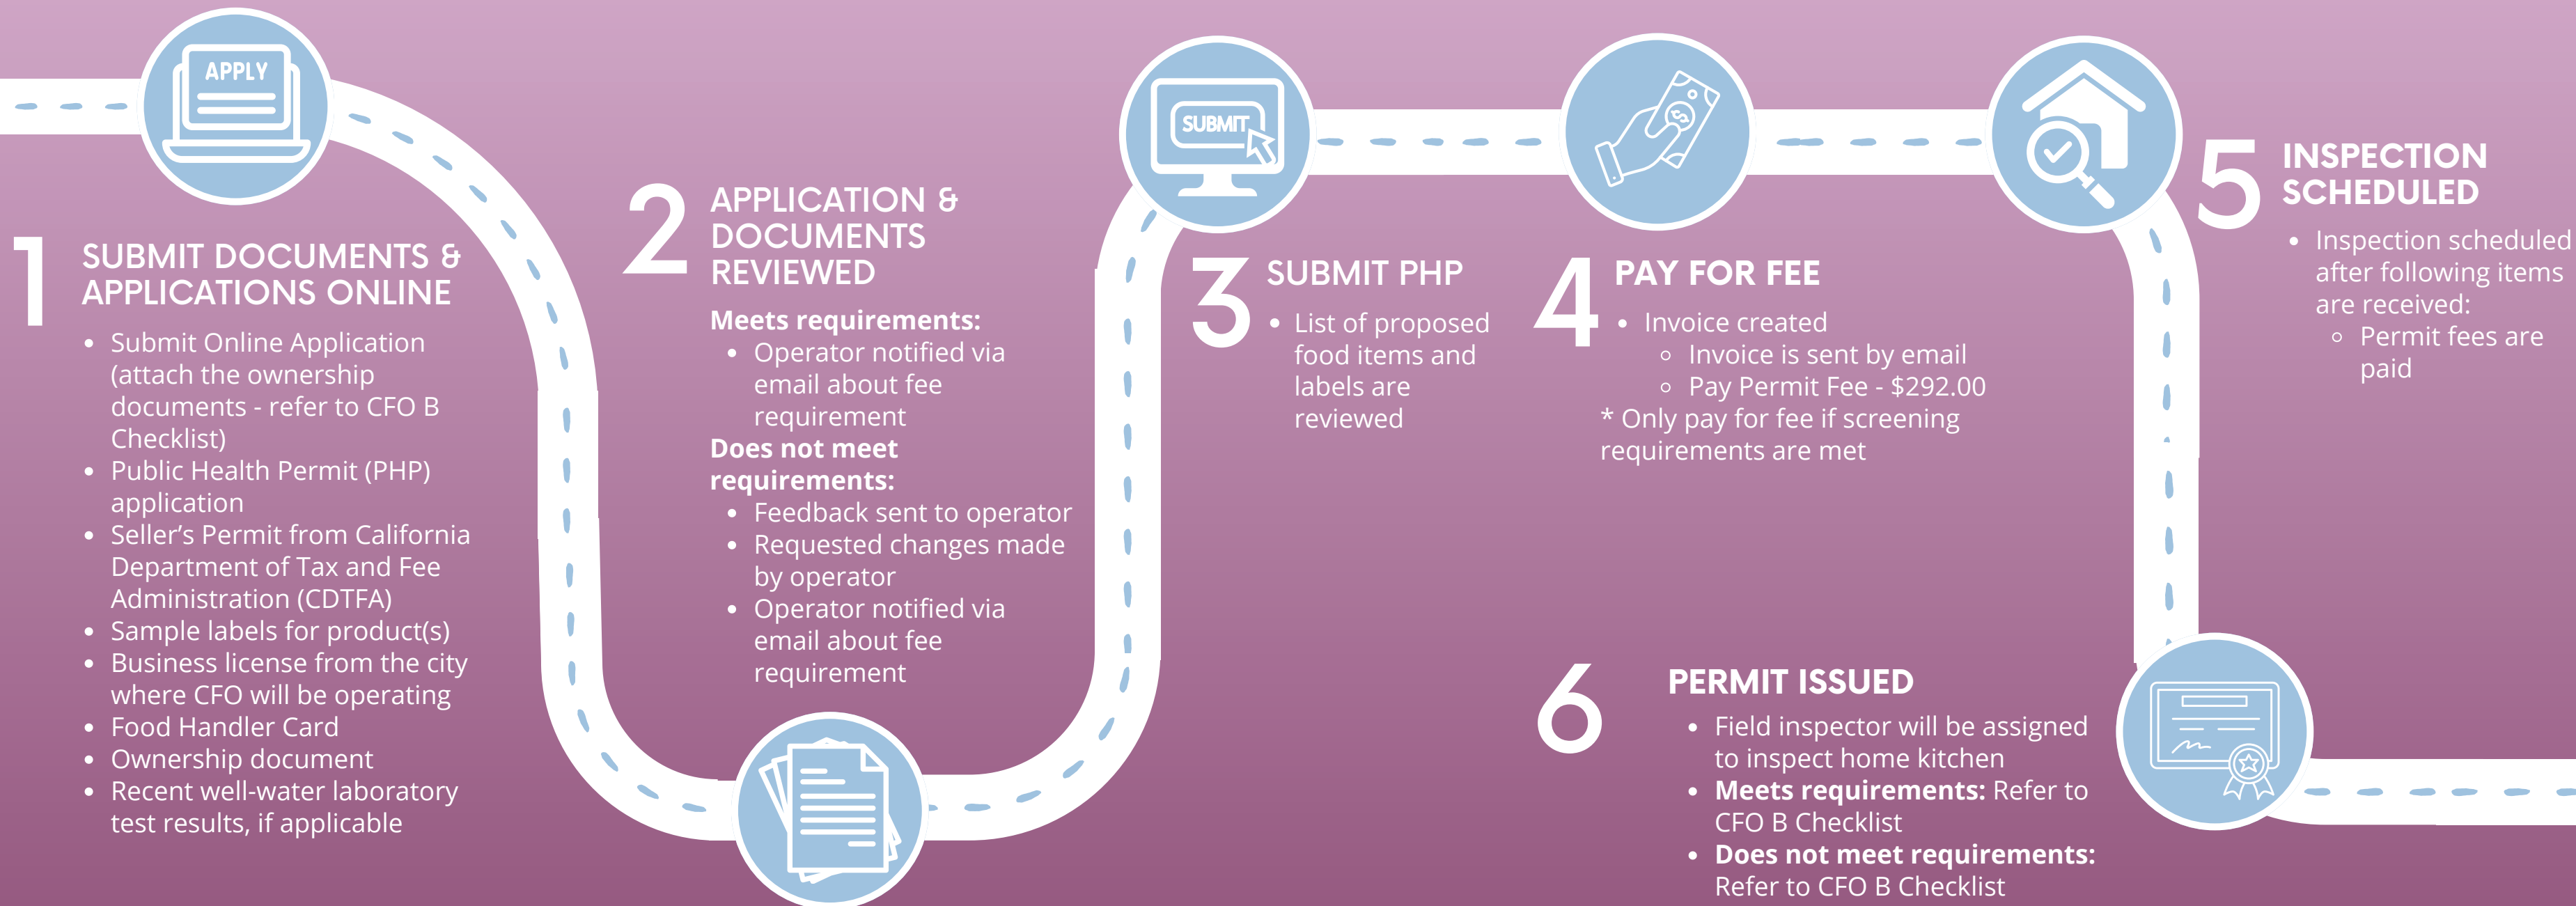 APPLY
1
SUBMIT DOCUMENTS &
APPLICATIONS ONLINE
• Submit Online Application
(attach the ownership
documents - refer to CFO B
Checklist)
• Public Health Permit (PHP)
application
• Seller’s Permit from California
Department of Tax and Fee
Administration (CDTFA)
• Sample labels for product(s)
• Business license from the city
where CFO will be operating
• Food Handler Card
• Ownership document
• Recent well-water laboratory
test results, if applicable
2
APPLICATION &
DOCUMENTS
REVIEWED
Meets requirements:
• Operator notified via
email about fee
requirement
Does not meet
requirements:
• Feedback sent to operator
• Requested changes made
by operator
• Operator notified via
email about fee
requirement
SUBMIT
3
SUBMIT PHP
• List of proposed
food items and
labels are
reviewed
4
PAY FOR FEE
• Invoice created
◦ Invoice is sent by email
◦ Pay Permit Fee - $292.00
* Only pay for fee if screening
requirements are met
5
INSPECTION
SCHEDULED
• Inspection scheduled
after following items
are received:
◦ Permit fees are
paid
6
PERMIT ISSUED
• Field inspector will be assigned
to inspect home kitchen
• Meets requirements: Refer to
CFO B Checklist
• Does not meet requirements:
Refer to CFO B Checklist